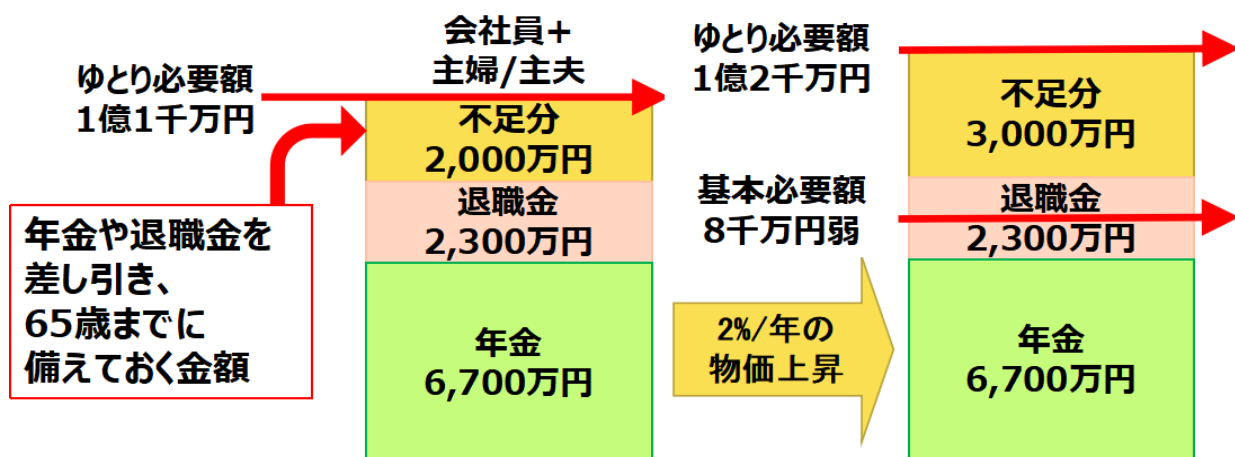 会社員+
主婦/主夫
ゆとり必要額
1億1千万円
不足分
2,000万円
退職金
2,300万円
年金
6,700万円
年金や退職金を
差し引き、
65歳までに
備えておく金額
ゆとり必要額
1億2千万円
基本必要額
8千万円弱
2%/年の
物価上昇
不足分
3,000万円
退職金
2,300万円
年金
6,700万円